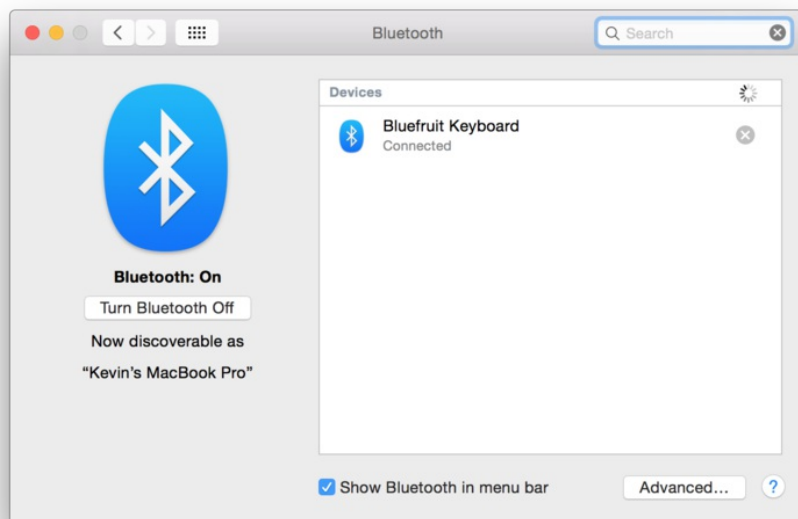 Bluetooth
Search
Devices
Bluefruit Keyboard
Connected
Bluetooth: On
Turn Bluetooth Off
Now discoverable as
“Kevin’s MacBook Pro”
Show Bluetooth in menu bar
Advanced...
?